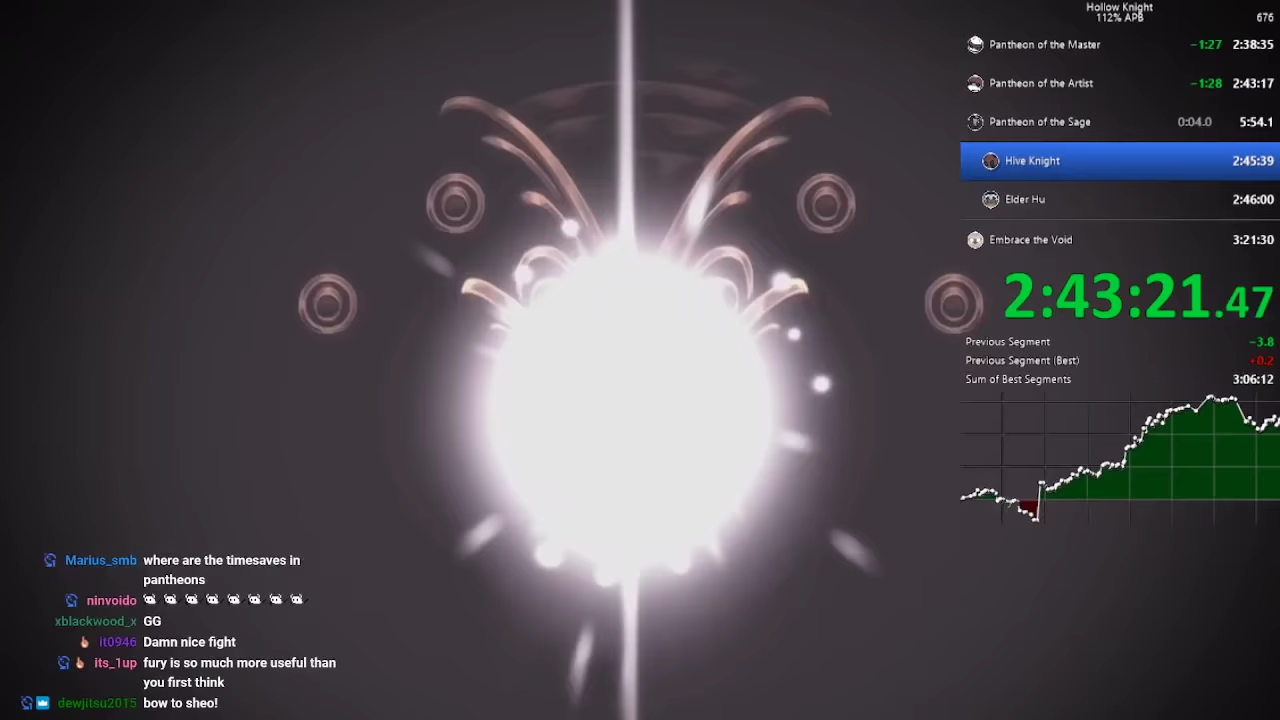 Hollow Knight
112% APB
676
Pantheon of the Master -1:27 2:38:35
Pantheon of the Artist -1:28 2:43:17
Pantheon of the Sage 0:04.0 5:54.1
Hive Knight 2:45:39
Elder Hu 2:46:00
Embrace the Void 3:21:30
2:43:21.47
Previous Segment -3.8
Previous Segment (Best) +0.2
Sum of Best Segments 3:06:12
Marius_smb where are the timesaves in
pantheons
ninvoido
xblackwood_x GG
it0946 Damn nice fight
its_1up fury is so much more useful than
you first think
dewjitsu2015 bow to sheo!